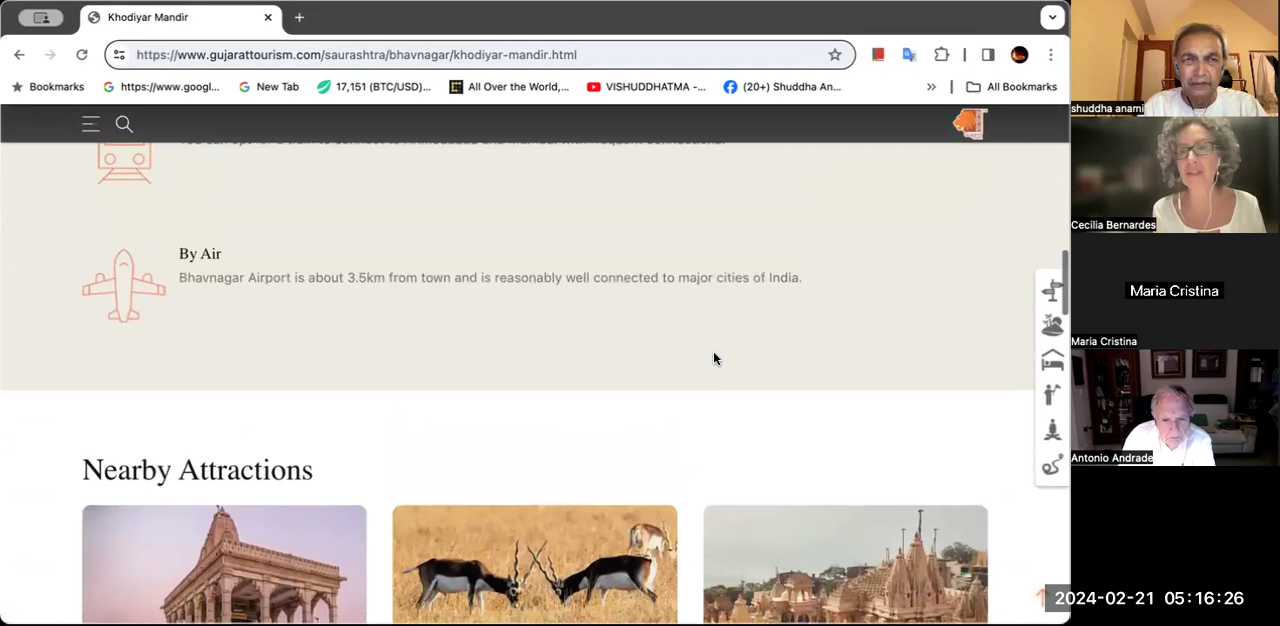 Khodiyar Mandir
https://www.gujarattourism.com/saurashtra/bhavnagar/khodiyar-mandir.html
Bookmarks
https://www.googl...
New Tab
17,151 (BTC/USD)...
All Over the World,...
VISHUDDHATMA -...
(20+) Shuddha An...
All Bookmarks
By Air
Bhavnagar Airport is about 3.5km from town and is reasonably well connected to major cities of India.
Nearby Attractions
shuddha anami
Cecilia Bernardes
Maria Cristina
Maria Cristina
Antonio Andrade
2024-02-21 05:16:26